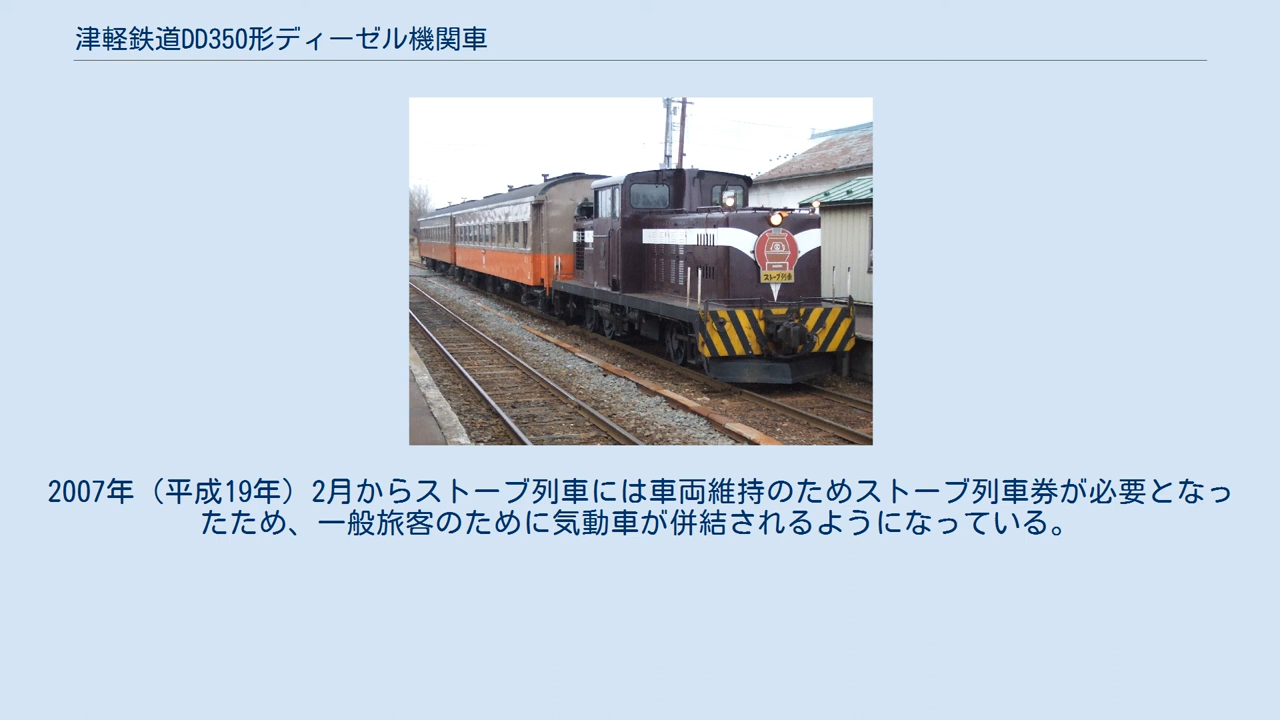 津軽鉄道DD350形ディーゼル機関車
ストーブ列車
2007年（平成19年）2月からストーブ列車には車両維持のためストーブ列車券が必要となっ
たため、一般旅客のために気動車が併結されるようになっている。